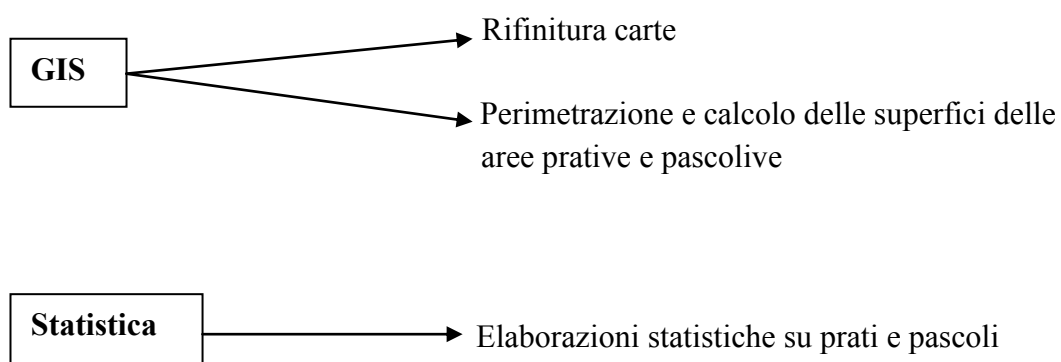 GIS
Rifinitura carte
Perimetrazione e calcolo delle superfici delle
aree prative e pascolive
Statistica
Elaborazioni statistiche su prati e pascoli